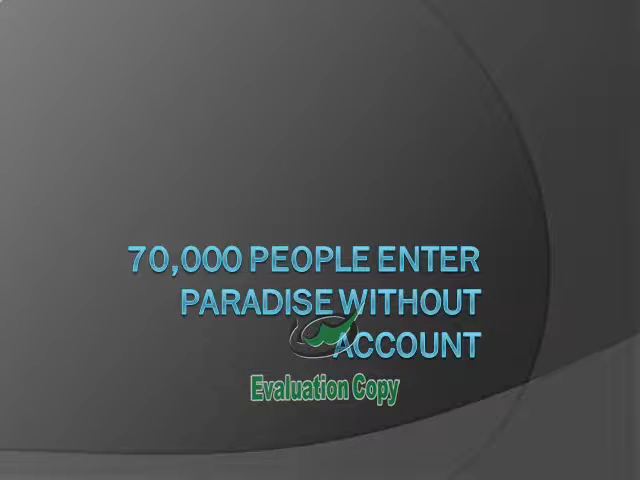 70,000 PEOPLE ENTER
PARADISE WITHOUT
ACCOUNT
Evaluation Copy